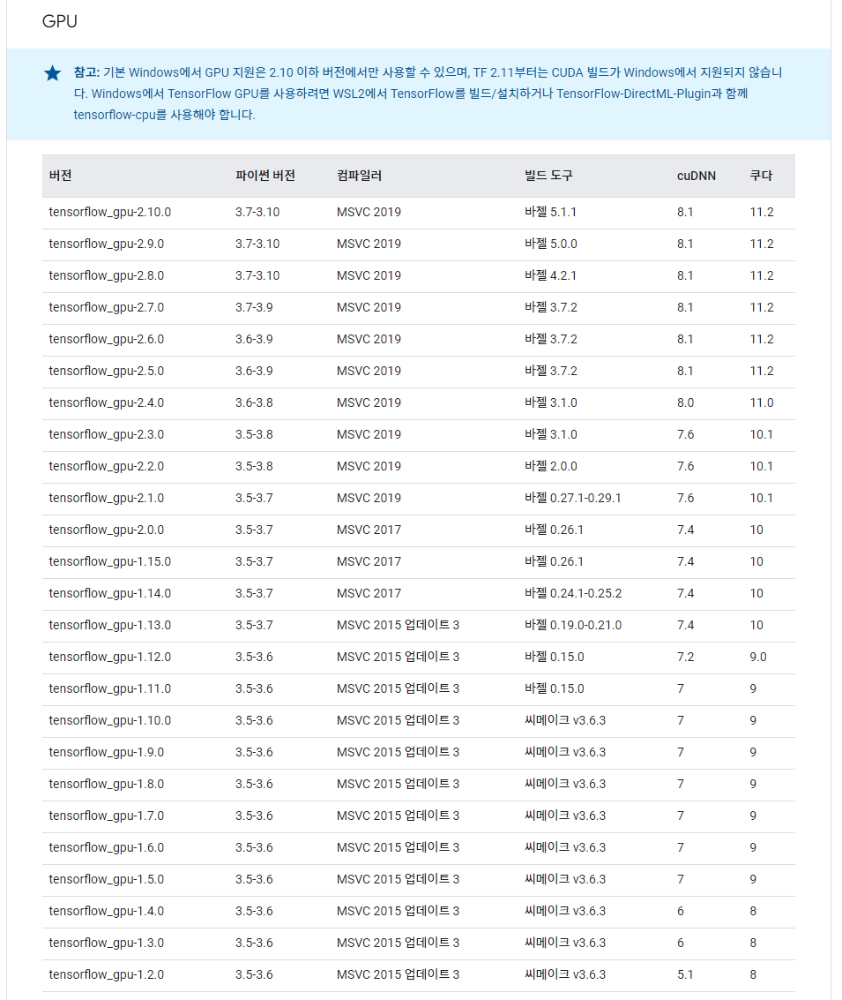 GPU
참고: 기본 Windows에서 GPU 지원은 2.10 이하 버전에서만 사용할 수 있으며, TF 2.11부터는 CUDA 빌드가 Windows에서 지원되지 않습니
다. Windows에서 TensorFlow GPU를 사용하려면 WSL2에서 TensorFlow를 빌드/설치하거나 TensorFlow-DirectML-Plugin과 함께
tensorflow-cpu를 사용해야 합니다.
버전 파이썬 버전 컴파일러 빌드 도구 cuDNN 쿠다
tensorflow_gpu-2.10.0 3.7-3.10 MSVC 2019 바젤 5.1.1 8.1 11.2
tensorflow_gpu-2.9.0 3.7-3.10 MSVC 2019 바젤 5.0.0 8.1 11.2
tensorflow_gpu-2.8.0 3.7-3.10 MSVC 2019 바젤 4.2.1 8.1 11.2
tensorflow_gpu-2.7.0 3.7-3.9 MSVC 2019 바젤 3.7.2 8.1 11.2
tensorflow_gpu-2.6.0 3.6-3.9 MSVC 2019 바젤 3.7.2 8.1 11.2
tensorflow_gpu-2.5.0 3.6-3.9 MSVC 2019 바젤 3.7.2 8.1 11.2
tensorflow_gpu-2.4.0 3.6-3.8 MSVC 2019 바젤 3.1.0 8.0 11.0
tensorflow_gpu-2.3.0 3.5-3.8 MSVC 2019 바젤 3.1.0 7.6 10.1
tensorflow_gpu-2.2.0 3.5-3.8 MSVC 2019 바젤 2.0.0 7.6 10.1
tensorflow_gpu-2.1.0 3.5-3.7 MSVC 2019 바젤 0.27.1-0.29.1 7.6 10.1
tensorflow_gpu-2.0.0 3.5-3.7 MSVC 2017 바젤 0.26.1 7.4 10
tensorflow_gpu-1.15.0 3.5-3.7 MSVC 2017 바젤 0.26.1 7.4 10
tensorflow_gpu-1.14.0 3.5-3.7 MSVC 2017 바젤 0.24.1-0.25.2 7.4 10
tensorflow_gpu-1.13.0 3.5-3.7 MSVC 2015 업데이트 3 바젤 0.19.0-0.21.0 7.4 10
tensorflow_gpu-1.12.0 3.5-3.6 MSVC 2015 업데이트 3 바젤 0.15.0 7.2 9.0
tensorflow_gpu-1.11.0 3.5-3.6 MSVC 2015 업데이트 3 바젤 0.15.0 7 9
tensorflow_gpu-1.10.0 3.5-3.6 MSVC 2015 업데이트 3 씨메이크 v3.6.3 7 9
tensorflow_gpu-1.9.0 3.5-3.6 MSVC 2015 업데이트 3 씨메이크 v3.6.3 7 9
tensorflow_gpu-1.8.0 3.5-3.6 MSVC 2015 업데이트 3 씨메이크 v3.6.3 7 9
tensorflow_gpu-1.7.0 3.5-3.6 MSVC 2015 업데이트 3 씨메이크 v3.6.3 7 9
tensorflow_gpu-1.6.0 3.5-3.6 MSVC 2015 업데이트 3 씨메이크 v3.6.3 7 9
tensorflow_gpu-1.5.0 3.5-3.6 MSVC 2015 업데이트 3 씨메이크 v3.6.3 7 9
tensorflow_gpu-1.4.0 3.5-3.6 MSVC 2015 업데이트 3 씨메이크 v3.6.3 6 8
tensorflow_gpu-1.3.0 3.5-3.6 MSVC 2015 업데이트 3 씨메이크 v3.6.3 6 8
tensorflow_gpu-1.2.0 3.5-3.6 MSVC 2015 업데이트 3 씨메이크 v3.6.3 5.1 8